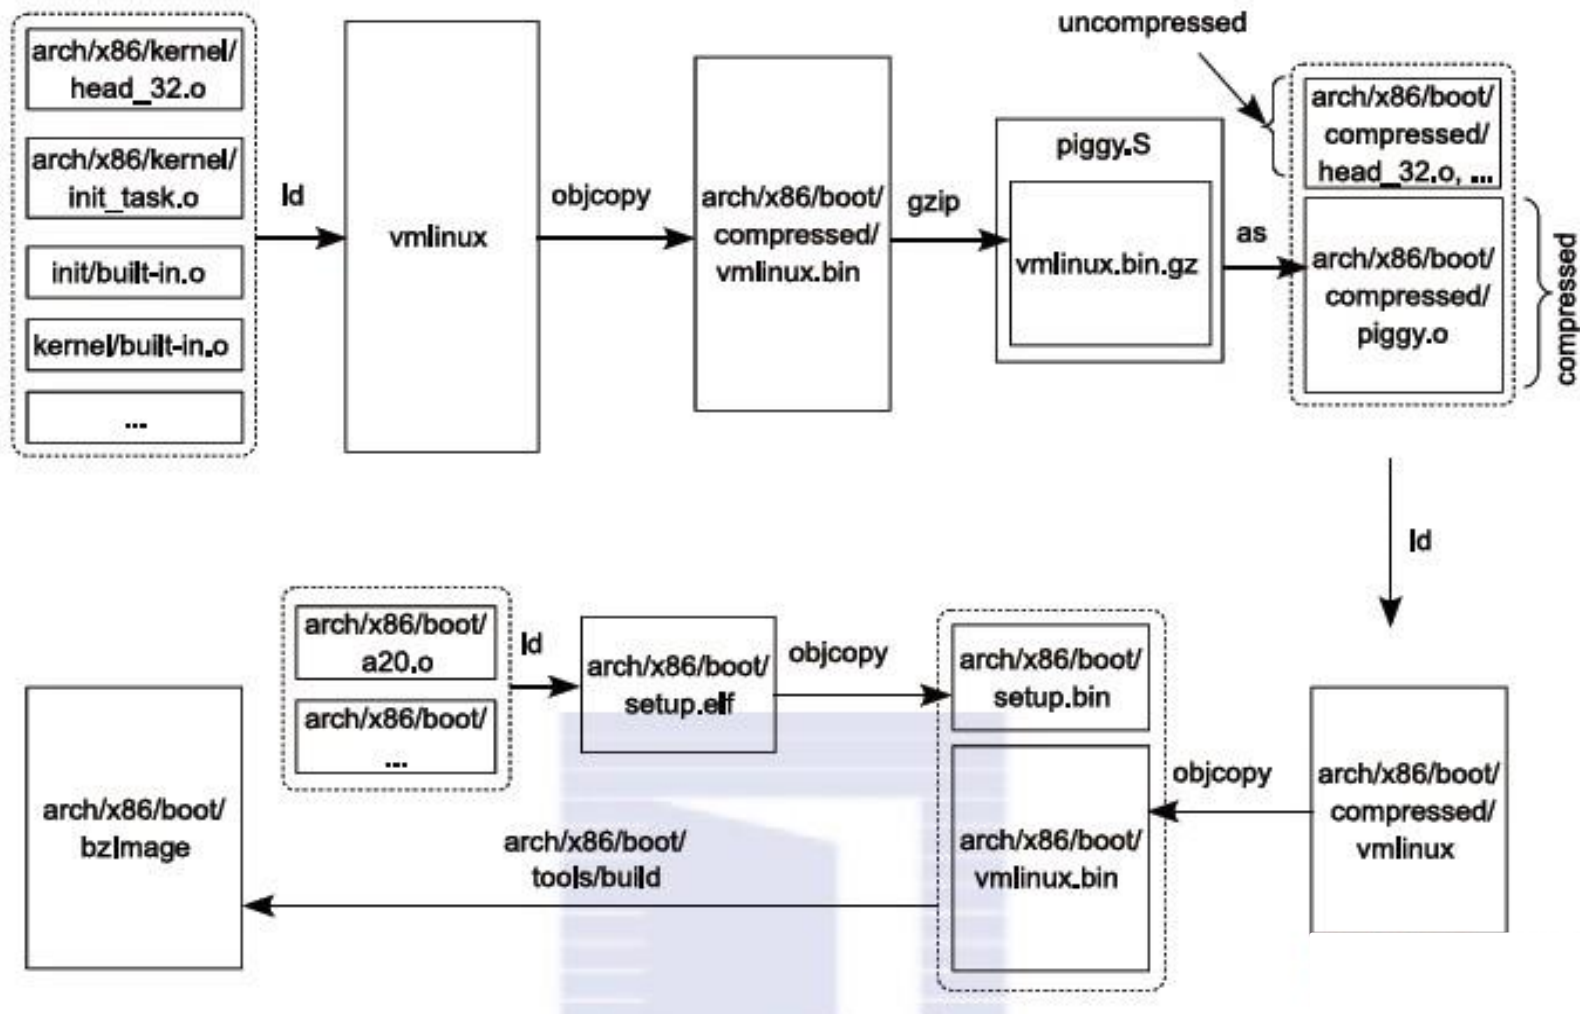 arch/x86/kernel/
head_32.o
arch/x86/kernel/
init_task.o
init/built-in.o
kernel/built-in.o
...
ld
vmlinux
objcopy
arch/x86/boot/
compressed/
vmlinux.bin
gzip
piggy.S
vmlinux.bin.gz
as
uncompressed
arch/x86/boot/
compressed/
head_32.o, ...
arch/x86/boot/
compressed/
piggy.o
compressed
ld
arch/x86/boot/
compressed/
vmlinux
objcopy
arch/x86/boot/
a20.o
arch/x86/boot/
...
ld
arch/x86/boot/
setup.elf
objcopy
arch/x86/boot/
setup.bin
arch/x86/boot/
vmlinux.bin
arch/x86/boot/
tools/build
arch/x86/boot/
bzImage